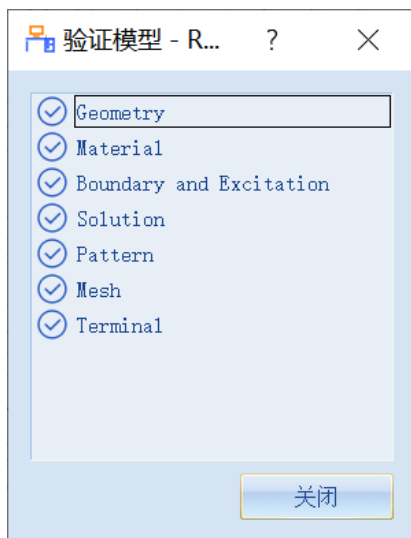 验证模型 - R... ?
Geometry
Material
Boundary and Excitation
Solution
Pattern
Mesh
Terminal
关闭